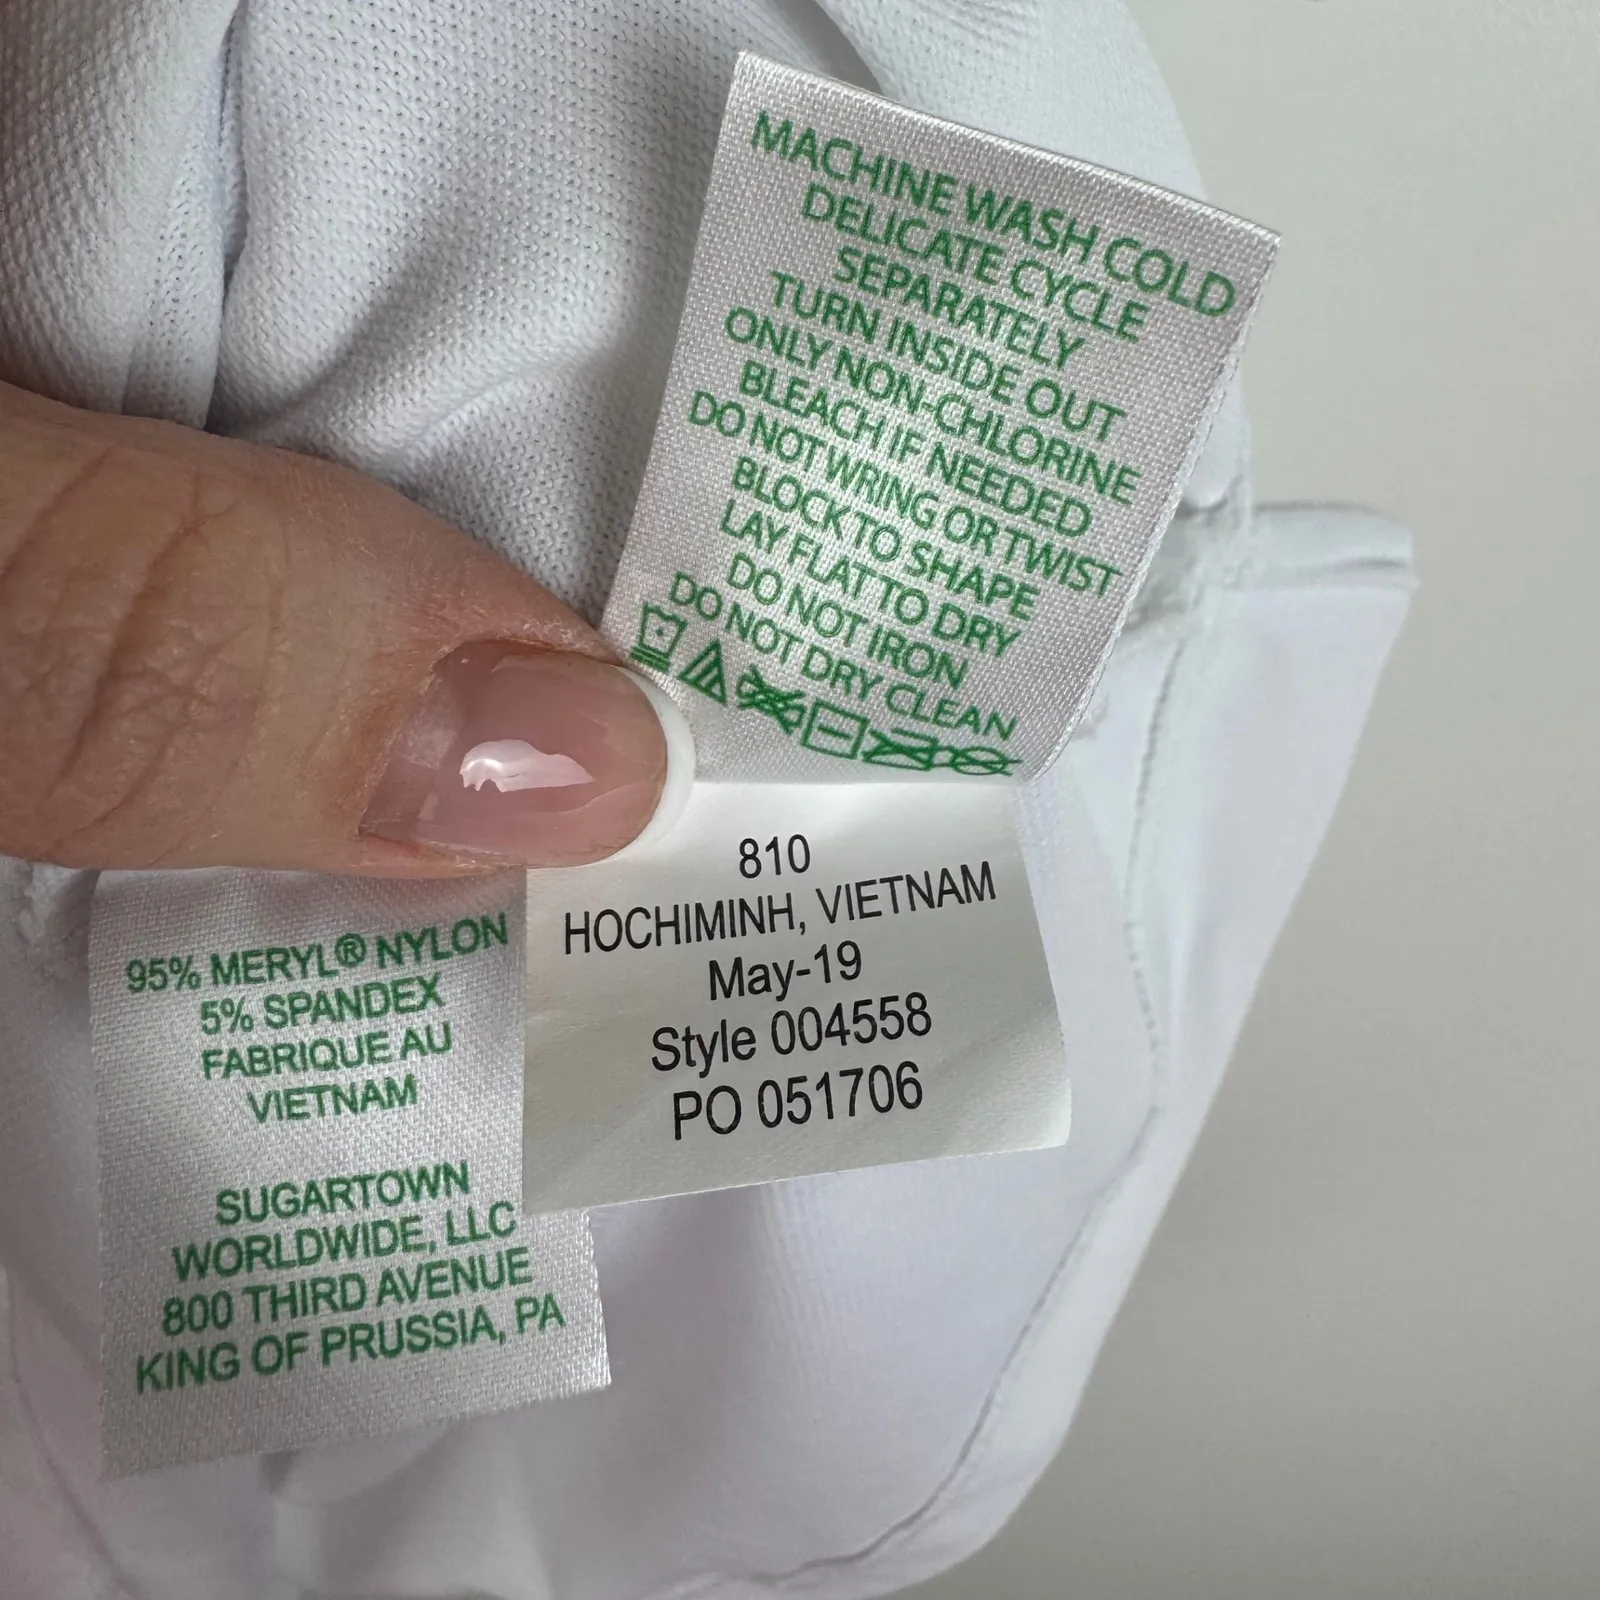 MACHINE WASH COLD
DELICATE CYCLE
SEPARATELY
TURN INSIDE OUT
ONLY NON-CHLORINE
BLEACH IF NEEDED
DO NOT WRING OR TWIST
BLOCK TO SHAPE
LAY FLAT TO DRY
DO NOT IRON
DO NOT DRY CLEAN
810
HOCHIMINH, VIETNAM
May-19
Style 004558
PO 051706
95% MERYL® NYLON
5% SPANDEX
FABRIQUE AU
VIETNAM
SUGARTOWN
WORLDWIDE, LLC
800 THIRD AVENUE
KING OF PRUSSIA, PA